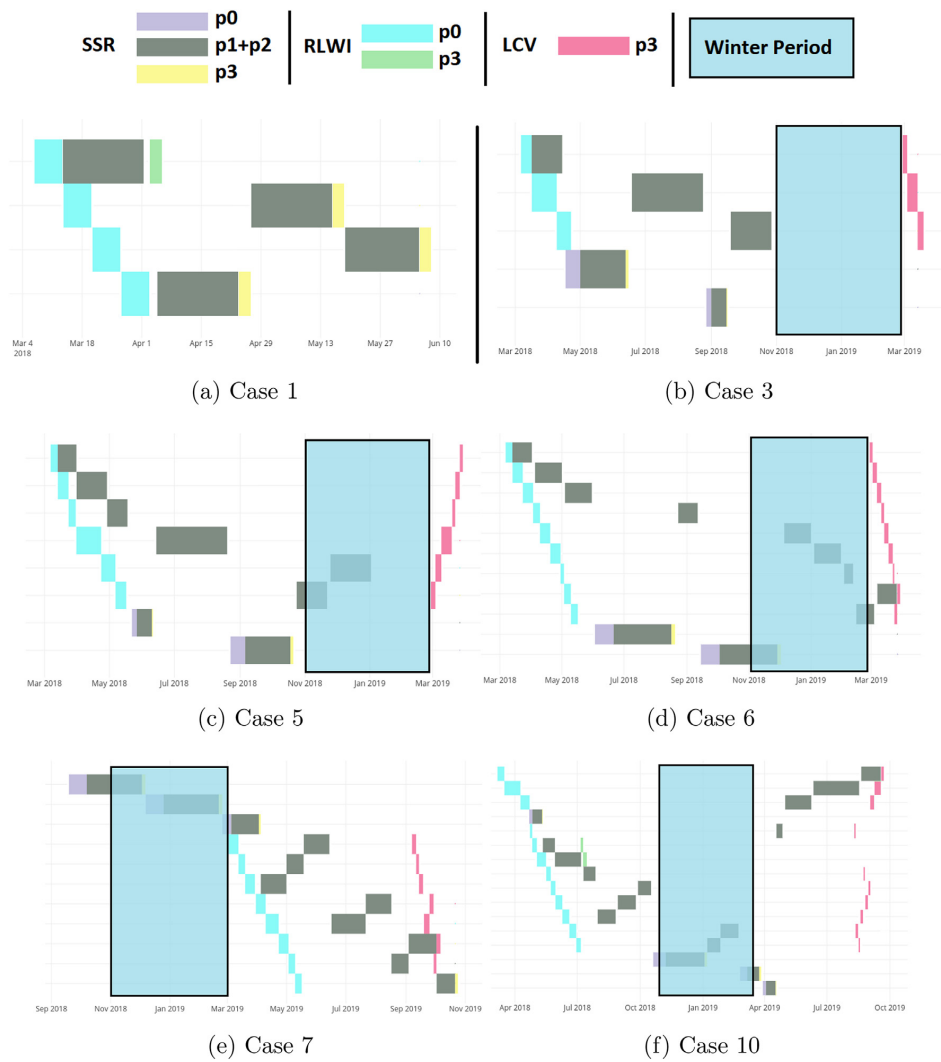 SSR p0 p1+p2 p3
RLWI p0 p3
LCV p3
Winter Period
Mar 4 2018 Mar 18 Apr 1 Apr 15 Apr 29 May 13 May 27 Jun 10
(a) Case 1
Mar 2018 May 2018 Jul 2018 Sep 2018 Nov 2018 Jan 2019 Mar 2019
(b) Case 3
Mar 2018 May 2018 Jul 2018 Sep 2018 Nov 2018 Jan 2019 Mar 2019
(c) Case 5
Mar 2018 May 2018 Jul 2018 Sep 2018 Nov 2018 Jan 2019 Mar 2019
(d) Case 6
Sep 2018 Nov 2018 Jan 2019 Mar 2019 May 2019 Jul 2019 Sep 2019 Nov 2019
(e) Case 7
Apr 2018 Jul 2018 Oct 2018 Jan 2019 Apr 2019 Jul 2019 Oct 2019
(f) Case 10